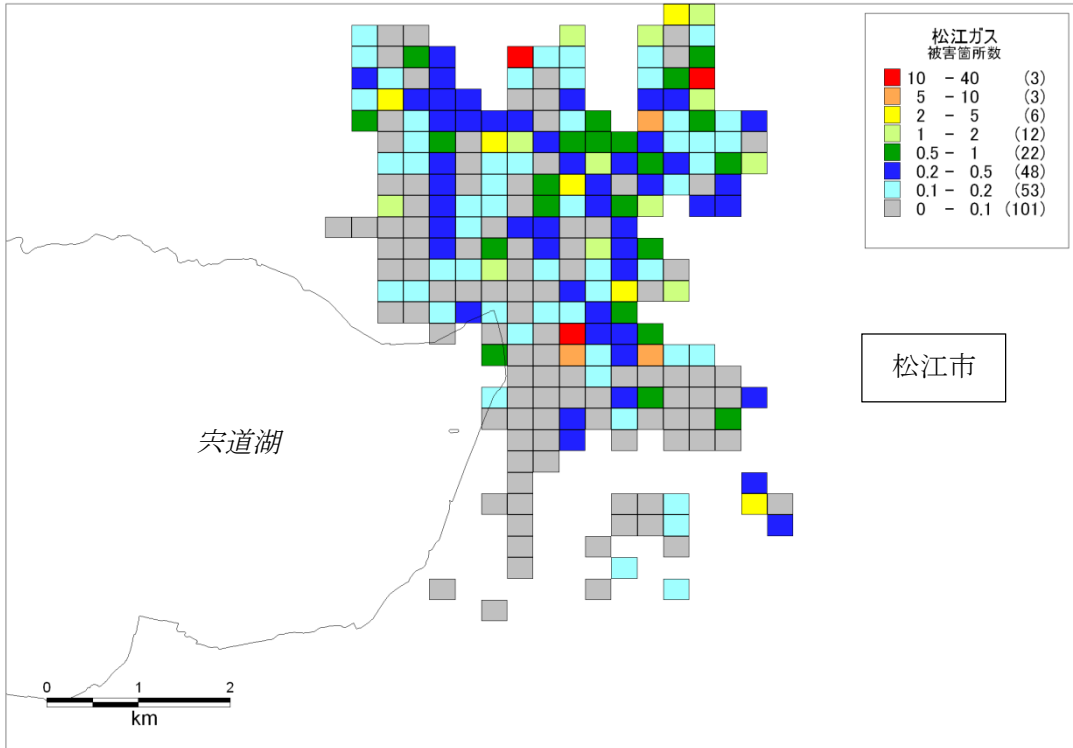 松江ガス
被害箇所数
10 - 40 (3)
5 - 10 (3)
2 - 5 (6)
1 - 2 (12)
0.5 - 1 (22)
0.2 - 0.5 (48)
0.1 - 0.2 (53)
0 - 0.1 (101)
松江市
宍道湖
0 1 2
km